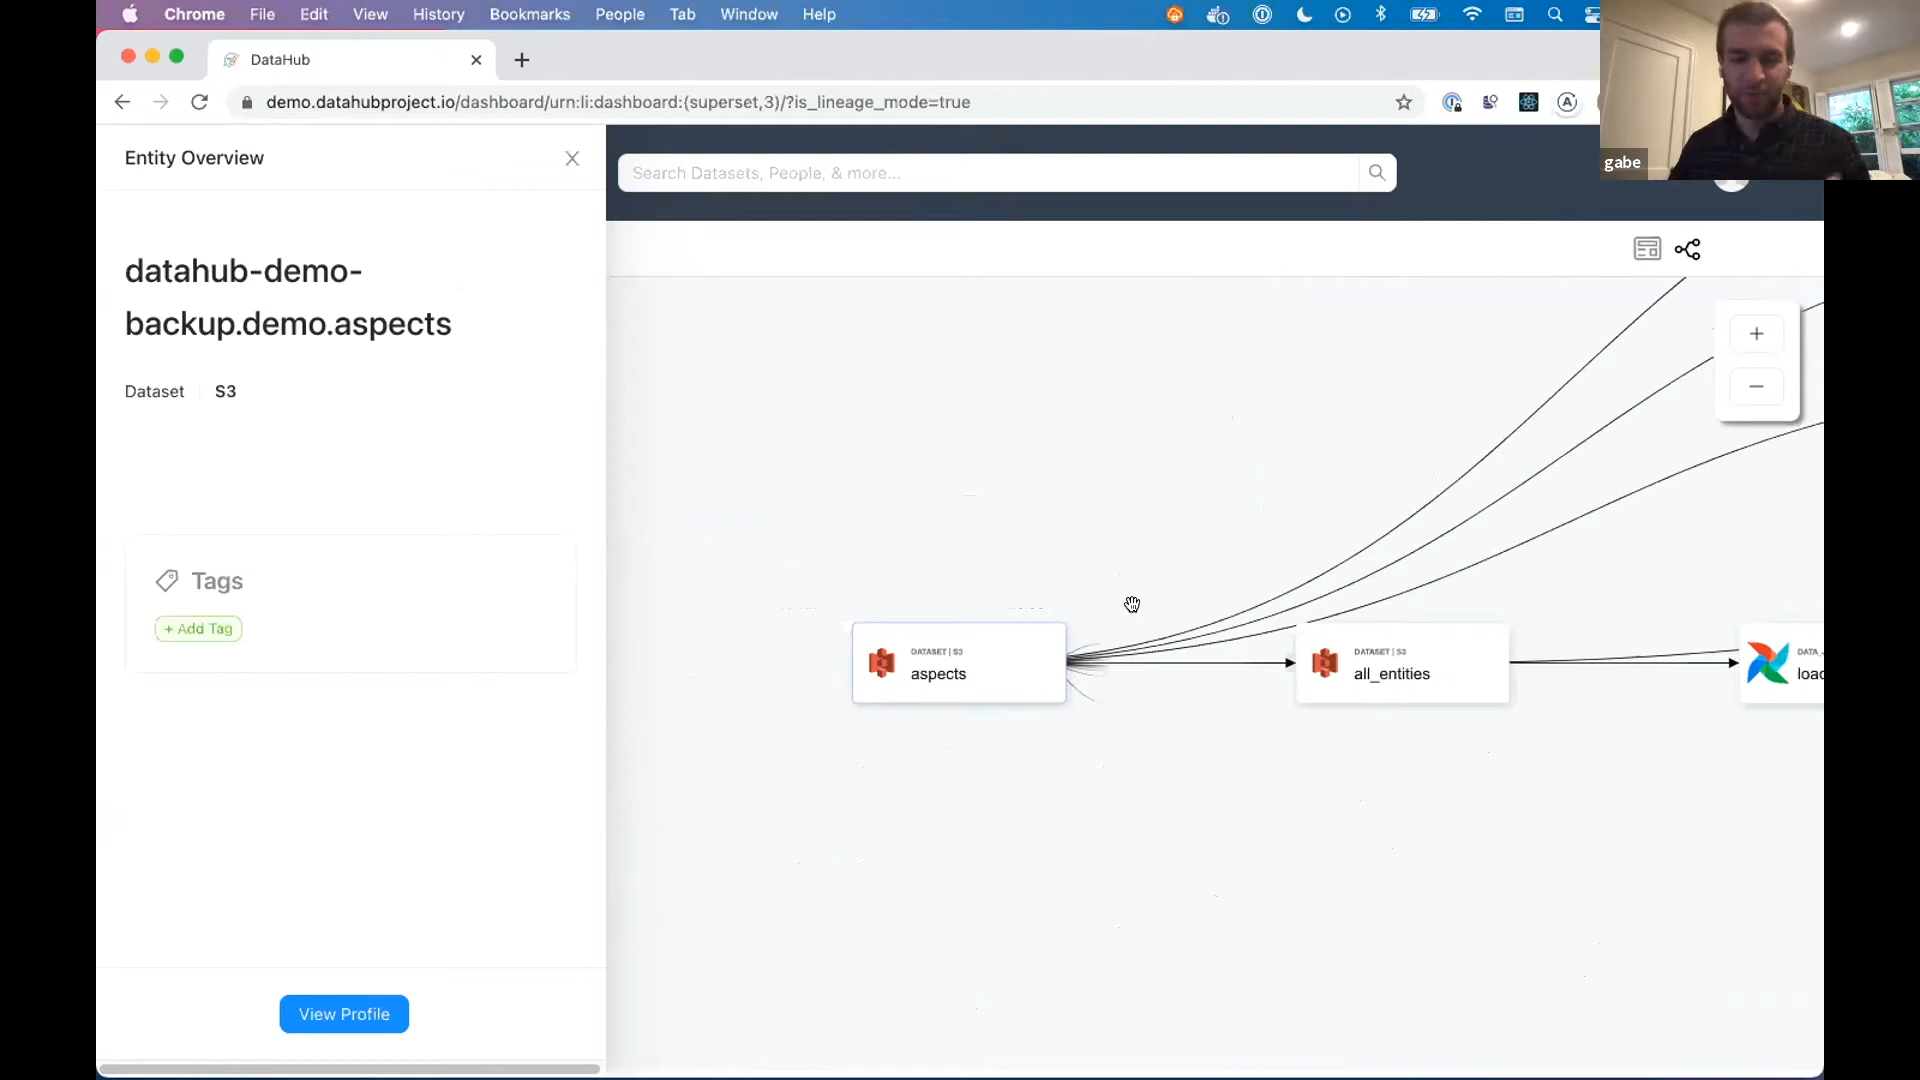 Chrome File Edit View History Bookmarks People Tab Window Help
DataHub
demo.datahubproject.io/dashboard/urn:li:dashboard:(superset,3)/?is_lineage_mode=true
gabe
Entity Overview
Search Datasets, People, & more...
datahub-demo-
backup.demo.aspects
Dataset S3
Tags
+ Add Tag
DATASET | S3
aspects
DATASET | S3
all_entities
DATA_
loac
View Profile